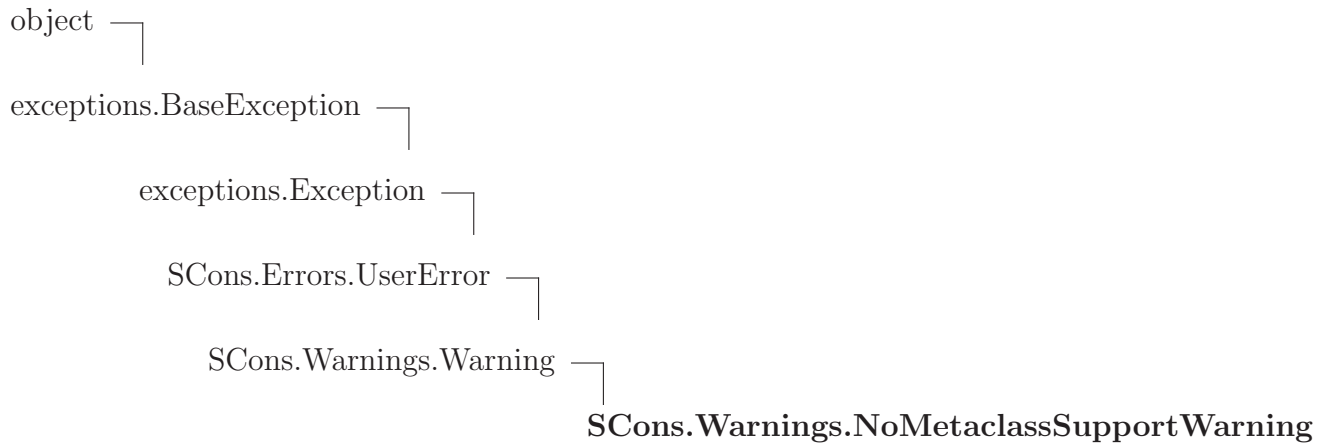 object
exceptions.BaseException
exceptions.Exception
SCons.Errors.UserError
SCons.Warnings.Warning
SCons.Warnings.NoMetaclassSupportWarning